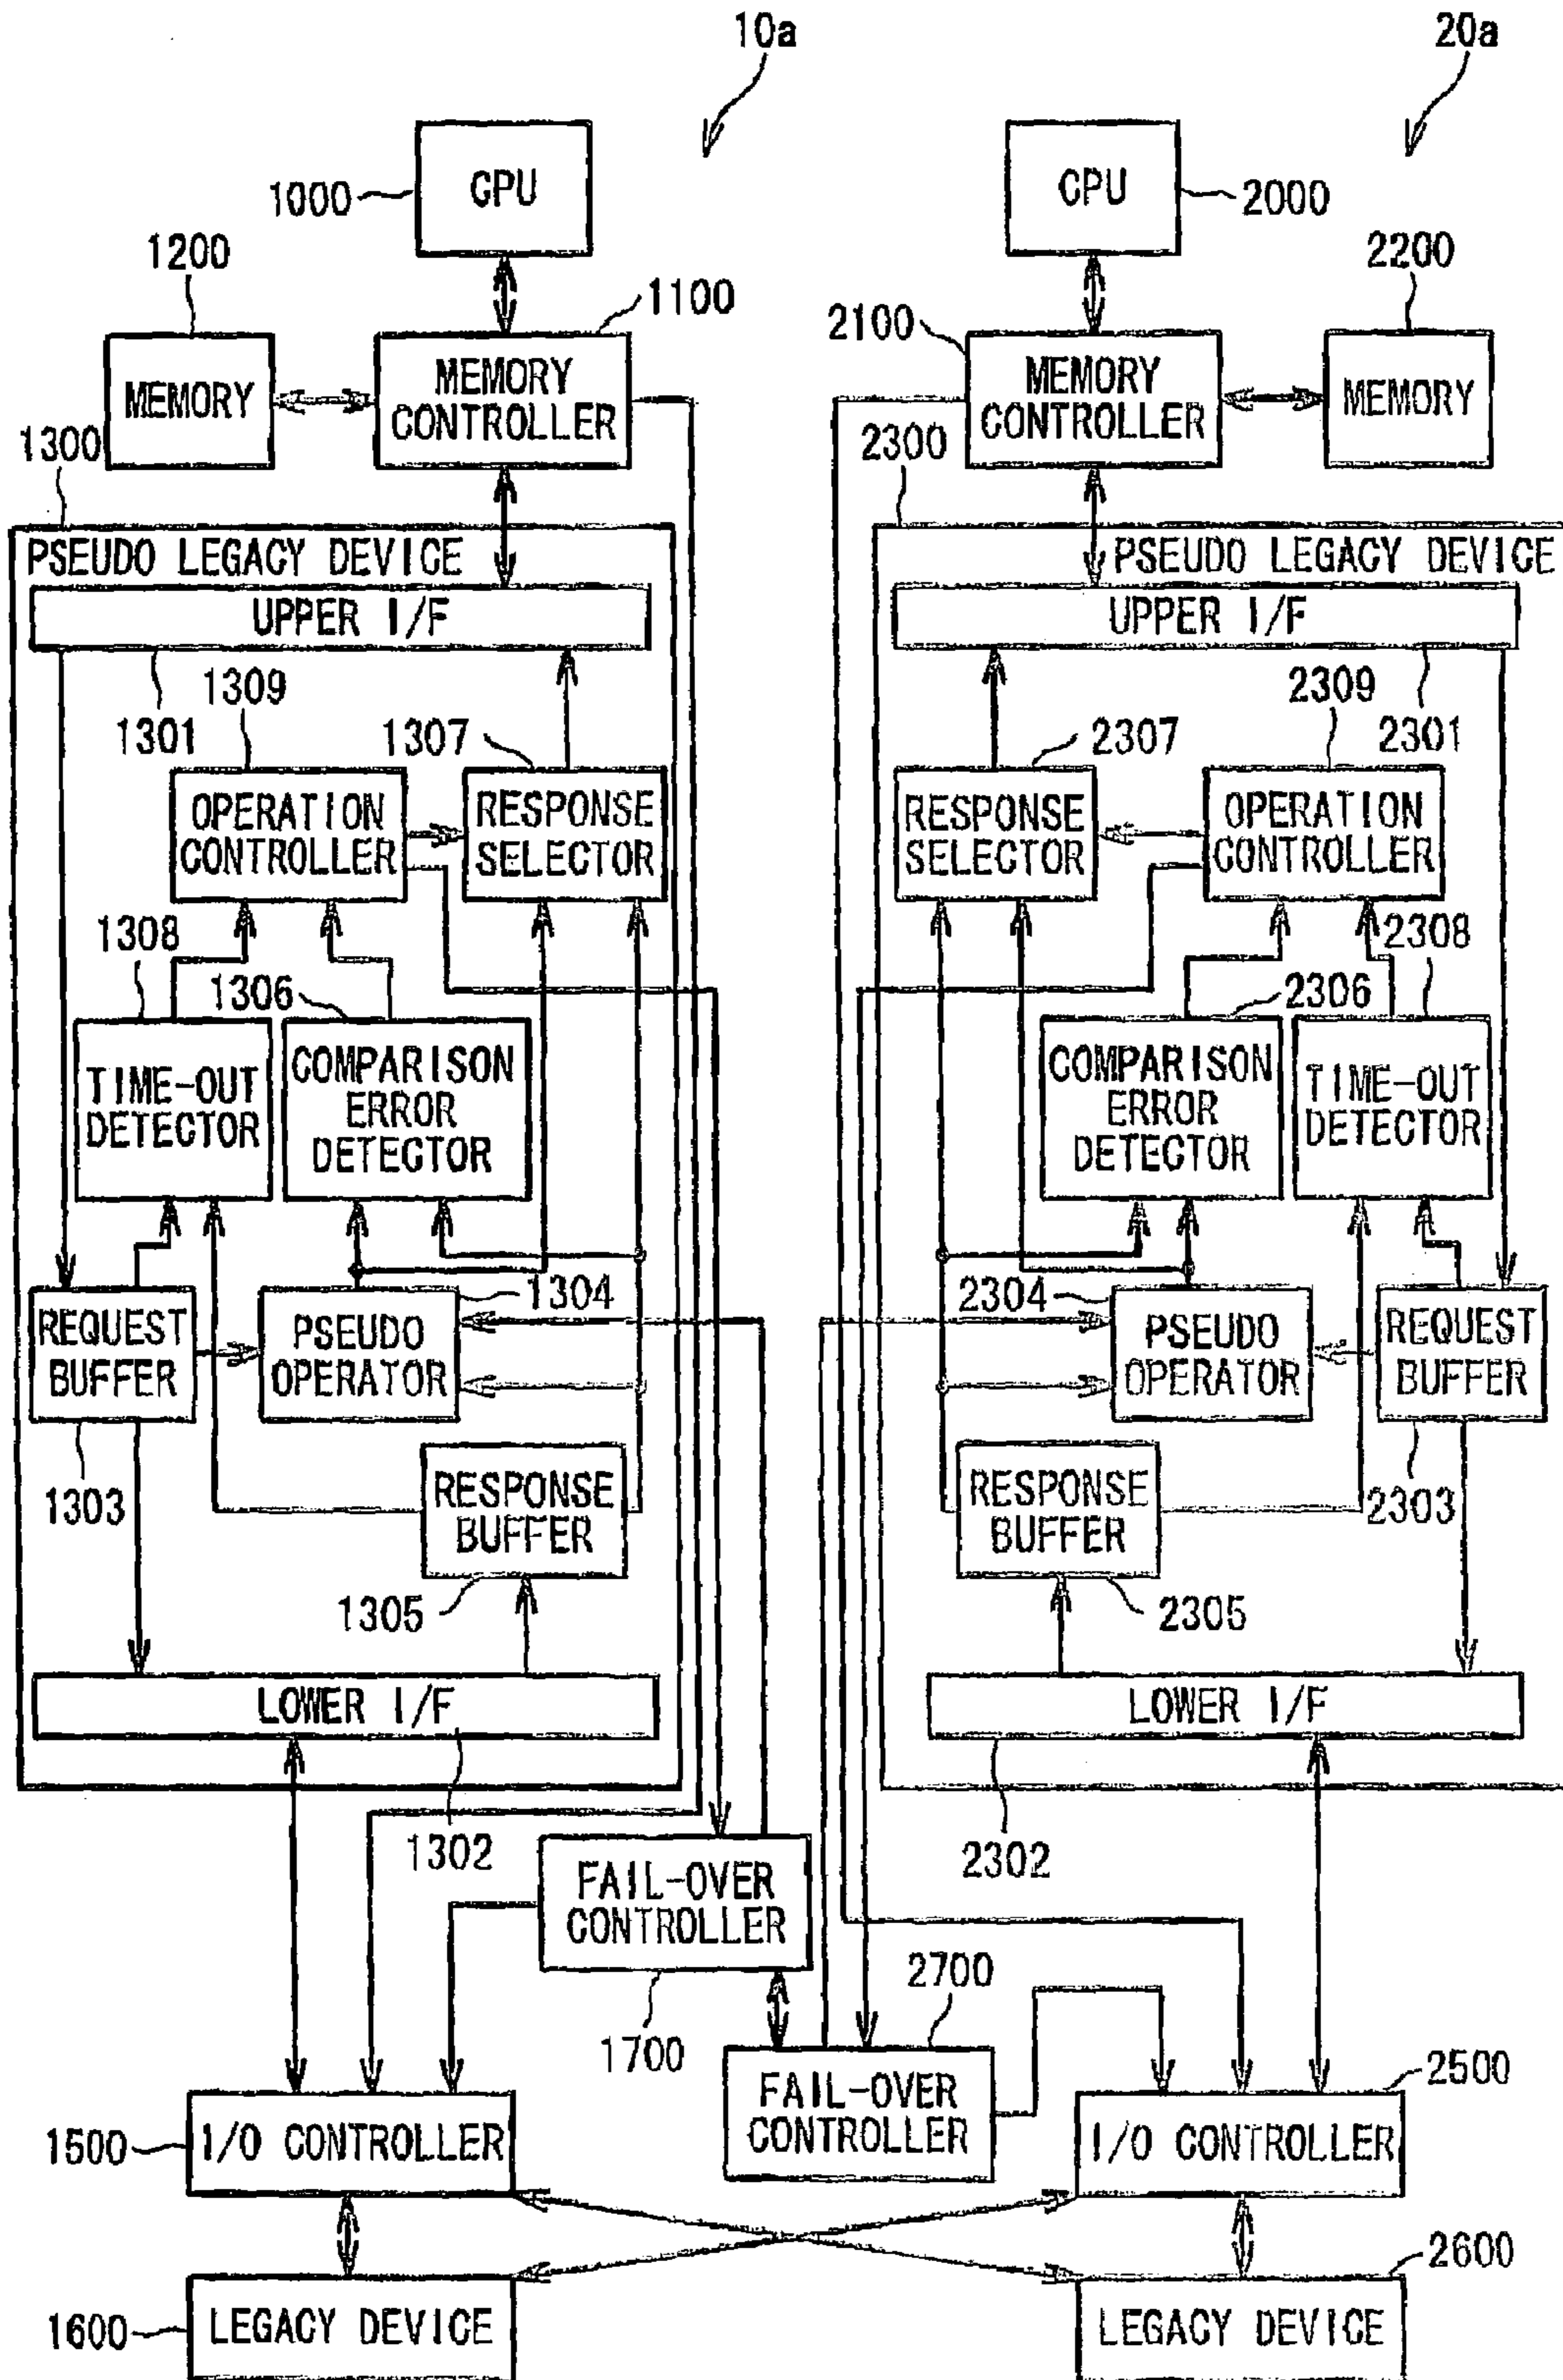 10a
20a
CPU
CPU
1000
2000
1200
1100
2100
2200
MEMORY
MEMORY
CONTROLLER
MEMORY
CONTROLLER
MEMORY
1300
2300
PSEUDO LEGACY DEVICE
PSEUDO LEGACY DEVICE
UPPER I/F
UPPER I/F
1309
2309
1301
1307
2307
2301
OPERATION
CONTROLLER
RESPONSE
SELECTOR
RESPONSE
SELECTOR
OPERATION
CONTROLLER
1308
2308
1306
2306
TIME-OUT
DETECTOR
COMPARISON
ERROR
DETECTOR
COMPARISON
ERROR
DETECTOR
TIME-OUT
DETECTOR
1304
2304
REQUEST
BUFFER
PSEUDO
OPERATOR
PSEUDO
OPERATOR
REQUEST
BUFFER
1303
RESPONSE
BUFFER
RESPONSE
BUFFER
2303
1305
2305
LOWER I/F
LOWER I/F
1302
2302
FAIL-OVER
CONTROLLER
2700
1700
FAIL-OVER
CONTROLLER
2500
1500
I/O CONTROLLER
I/O CONTROLLER
2600
1600
LEGACY DEVICE
LEGACY DEVICE